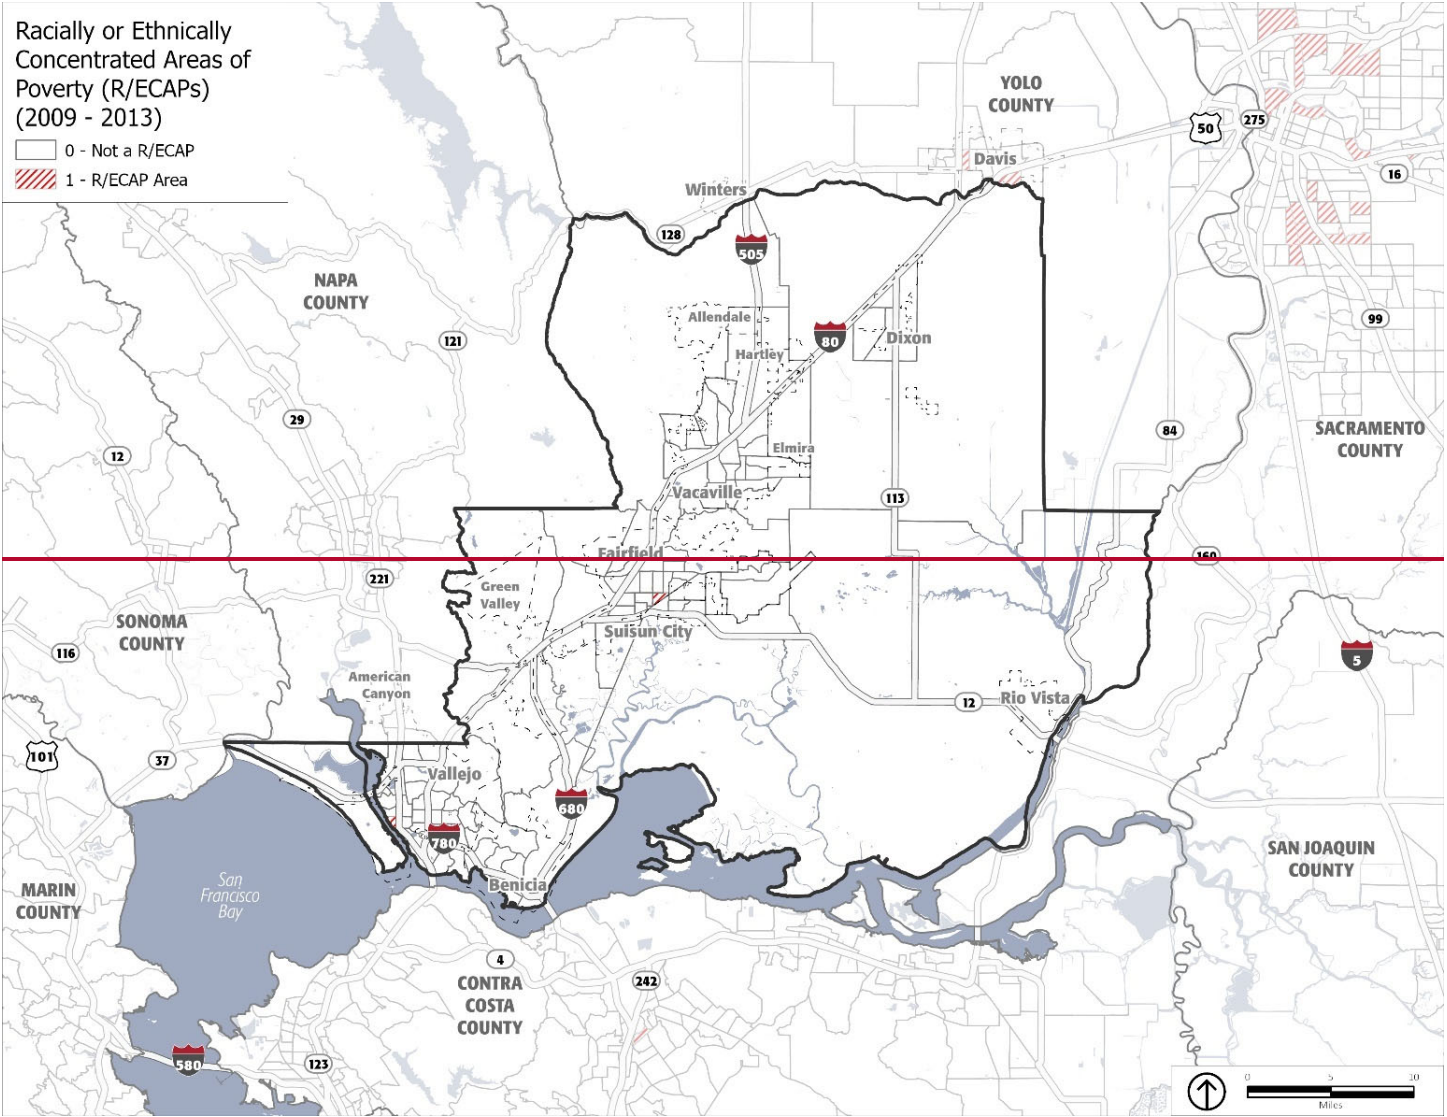 Racially or Ethnically
Concentrated Areas of
Poverty (R/ECAPs)
(2009 - 2013)
0 - Not a R/ECAP
1 - R/ECAP Area
YOLO
COUNTY
50
275
Davis
16
Winters
128
505
NAPA
COUNTY
Allendale
99
121
80
Dixon
Hartley
29
84
SACRAMENTO
COUNTY
12
Elmira
Vacaville
113
Fairfield
160
221
Green
Valley
SONOMA
COUNTY
Suisun City
116
5
American
Canyon
12
Rio Vista
101
37
Vallejo
680
780
SAN JOAQUIN
COUNTY
San
Francisco
Bay
MARIN
COUNTY
Benicia
4
CONTRA
COSTA
COUNTY
242
580
123
0 5 10
Miles